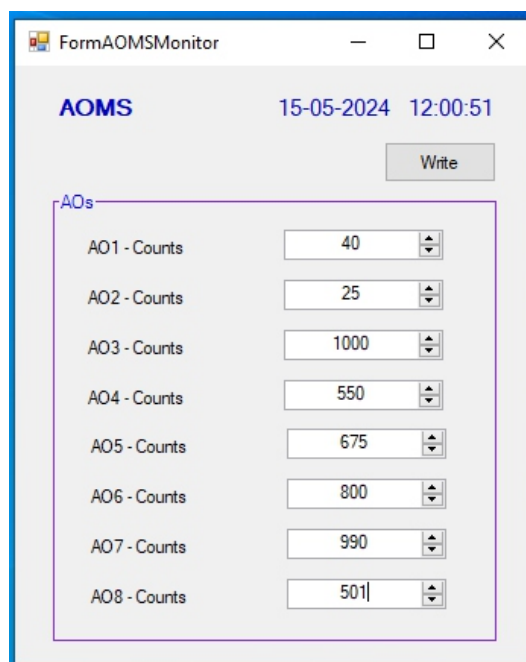 FormAOMSMonitor
AOMS 15-05-2024 12:00:51
Write
AOs
AO1 - Counts 40
AO2 - Counts 25
AO3 - Counts 1000
AO4 - Counts 550
AO5 - Counts 675
AO6 - Counts 800
AO7 - Counts 990
AO8 - Counts 501